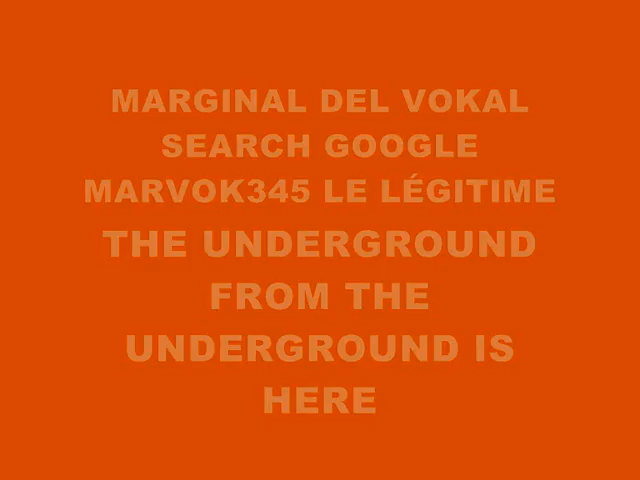 MARGINAL DEL VOKAL
SEARCH GOOGLE
MARVOK345 LE LÉGITIME
THE UNDERGROUND
FROM THE
UNDERGROUND IS
HERE